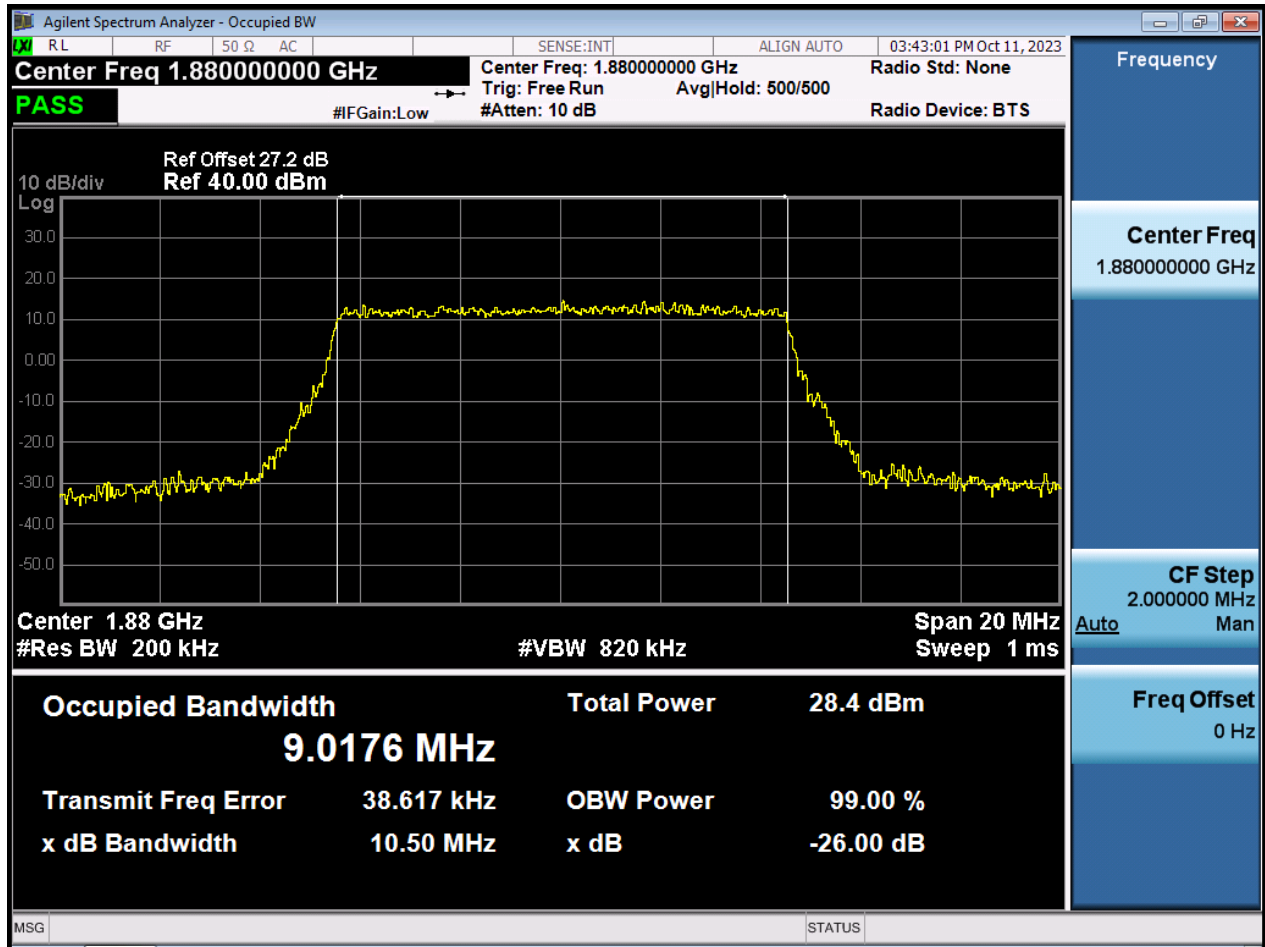 Agilent Spectrum Analyzer - Occupied BW
LXI RL RF 50 Ω AC SENSE:INT ALIGN AUTO 03:43:01 PM Oct 11, 2023
Center Freq 1.880000000 GHz
PASS
#IFGain:Low
Center Freq: 1.880000000 GHz
Trig: Free Run Avg|Hold: 500/500
#Atten: 10 dB
Radio Std: None
Radio Device: BTS
Ref Offset 27.2 dB
10 dB/div Ref 40.00 dBm
Log
30.0
20.0
10.0
0.00
-10.0
-20.0
-30.0
-40.0
-50.0
Center 1.88 GHz Span 20 MHz
#Res BW 200 kHz #VBW 820 kHz Sweep 1 ms
Occupied Bandwidth Total Power 28.4 dBm
9.0176 MHz
Transmit Freq Error 38.617 kHz OBW Power 99.00 %
x dB Bandwidth 10.50 MHz x dB -26.00 dB
MSG STATUS
Frequency
Center Freq
1.880000000 GHz
CF Step
2.000000 MHz
Auto Man
Freq Offset
0 Hz